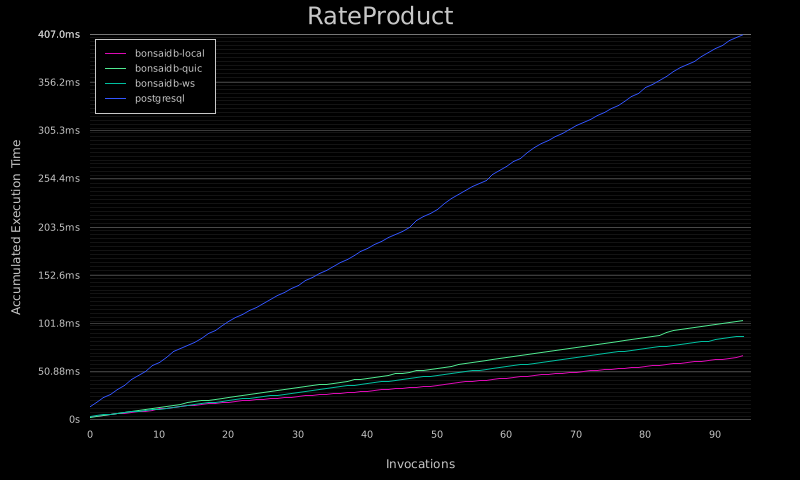 RateProduct
407.0ms
bonsaidb-local
bonsaidb-quic
bonsaidb-ws
postgresql
356.2ms
305.3ms
254.4ms
203.5ms
152.6ms
101.8ms
50.88ms
0s
Accumulated Execution Time
0 10 20 30 40 50 60 70 80 90
Invocations